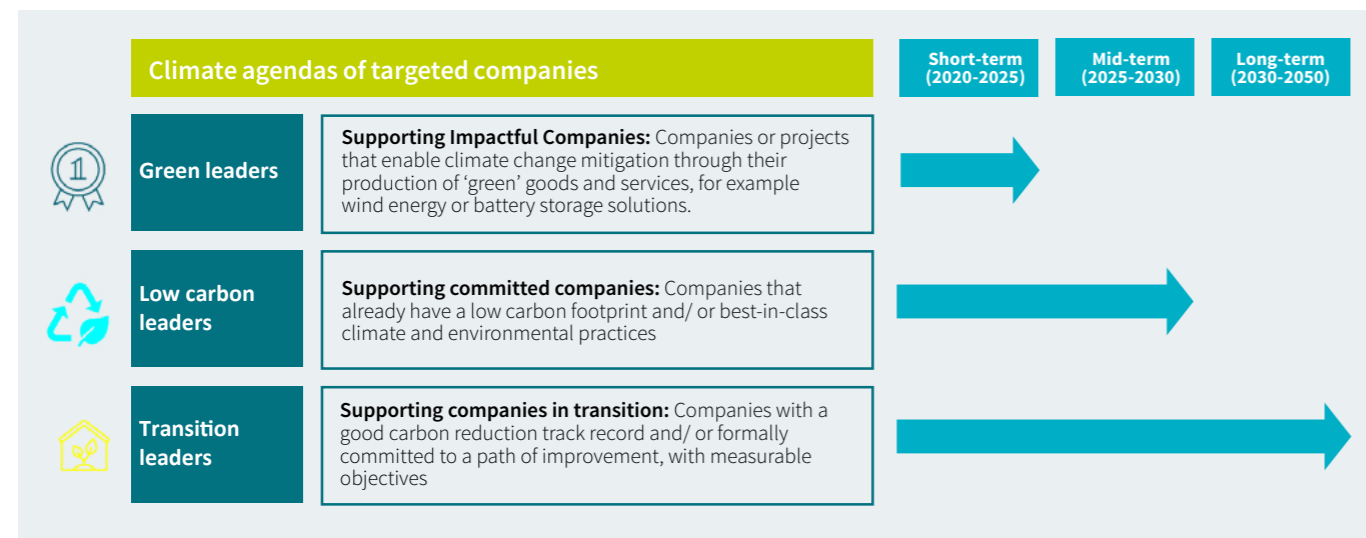 Climate agendas of targeted companies
Short-term
(2020-2025)
Mid-term
(2025-2030)
Long-term
(2030-2050)
1
Green leaders
Supporting Impactful Companies: Companies or projects
that enable climate change mitigation through their
production of ‘green’ goods and services, for example
wind energy or battery storage solutions.
Low carbon
leaders
Supporting committed companies: Companies that
already have a low carbon footprint and/ or best-in-class
climate and environmental practices
Transition
leaders
Supporting companies in transition: Companies with a
good carbon reduction track record and/ or formally
committed to a path of improvement, with measurable
objectives